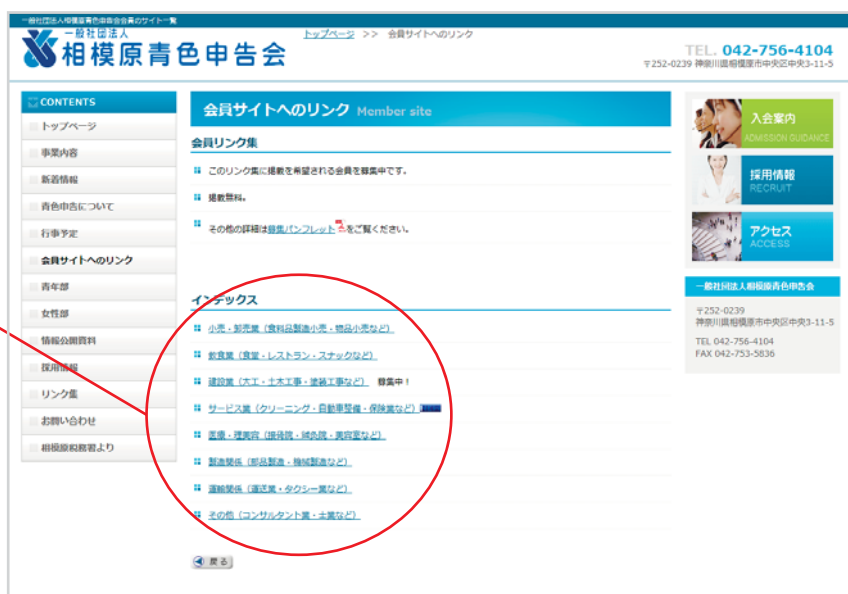 一般社団法人相模原青色申告会会員のサイト一覧
一般社団法人
相模原青色申告会
トップページ >> 会員サイトへのリンク
TEL. 042-756-4104
〒252-0239 神奈川県相模原市中央区中央3-11-5
CONTENTS
トップページ
事業内容
新着情報
青色申告について
行事予定
会員サイトへのリンク
青年部
女性部
情報公開資料
採用情報
リンク集
お問い合わせ
相模原税務署より
会員サイトへのリンク Member site
会員リンク集
このリンク集に掲載を希望される会員を募集中です。
掲載無料。
その他の詳細は募集パンフレットをご覧ください。
インデックス
小売・卸売業（食料品製造小売・物品小売など）
飲食業（食堂・レストラン・スナックなど）
建設業（大工・土木工事・塗装工事など） 募集中！
サービス業（クリーニング・自動車整備・保険業など）
医療・理美容（接骨院・鍼灸院・美容室など）
製造関係（部品製造・機械製造など）
運輸関係（運送業・タクシー業など）
その他（コンサルタント業・士業など）
戻る
入会案内
ADMISSION GUIDANCE
採用情報
RECRUIT
アクセス
ACCESS
一般社団法人相模原青色申告会
〒252-0239
神奈川県相模原市中央区中央3-11-5
TEL 042-756-4104
FAX 042-753-5836